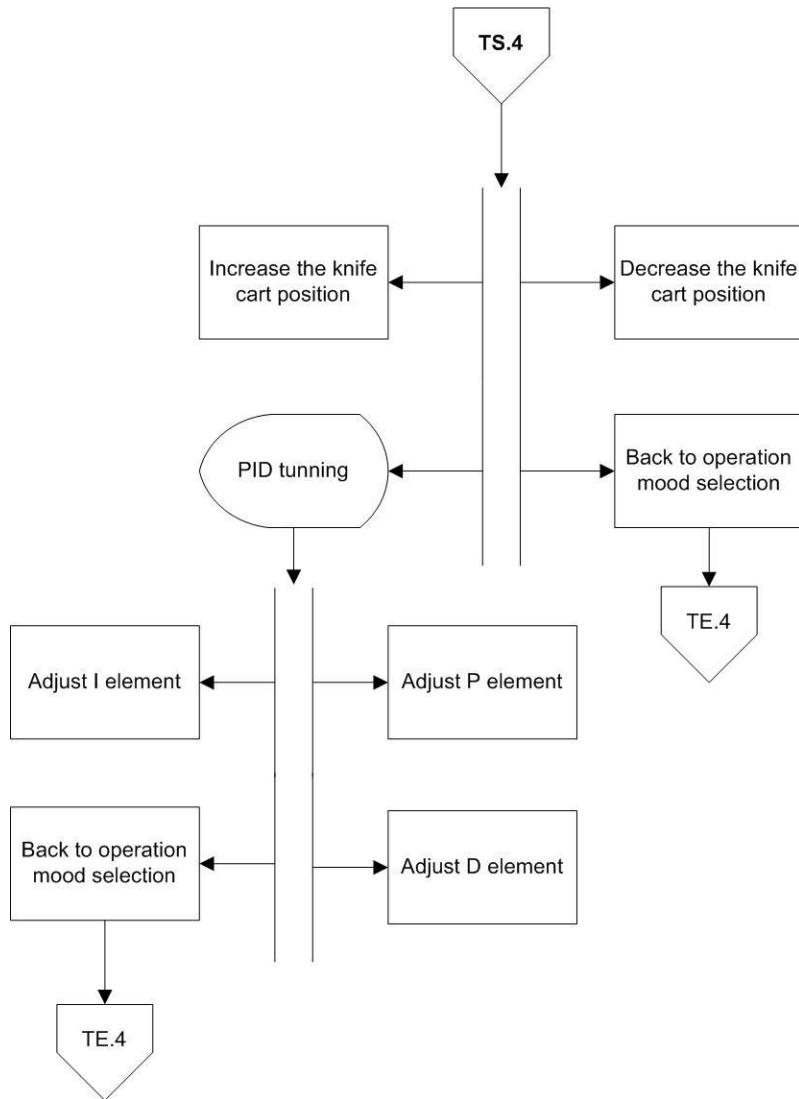 TS.4
Increase the knife
cart position
Decrease the knife
cart position
PID tunning
Back to operation
mood selection
TE.4
Adjust I element
Adjust P element
Back to operation
mood selection
Adjust D element
TE.4